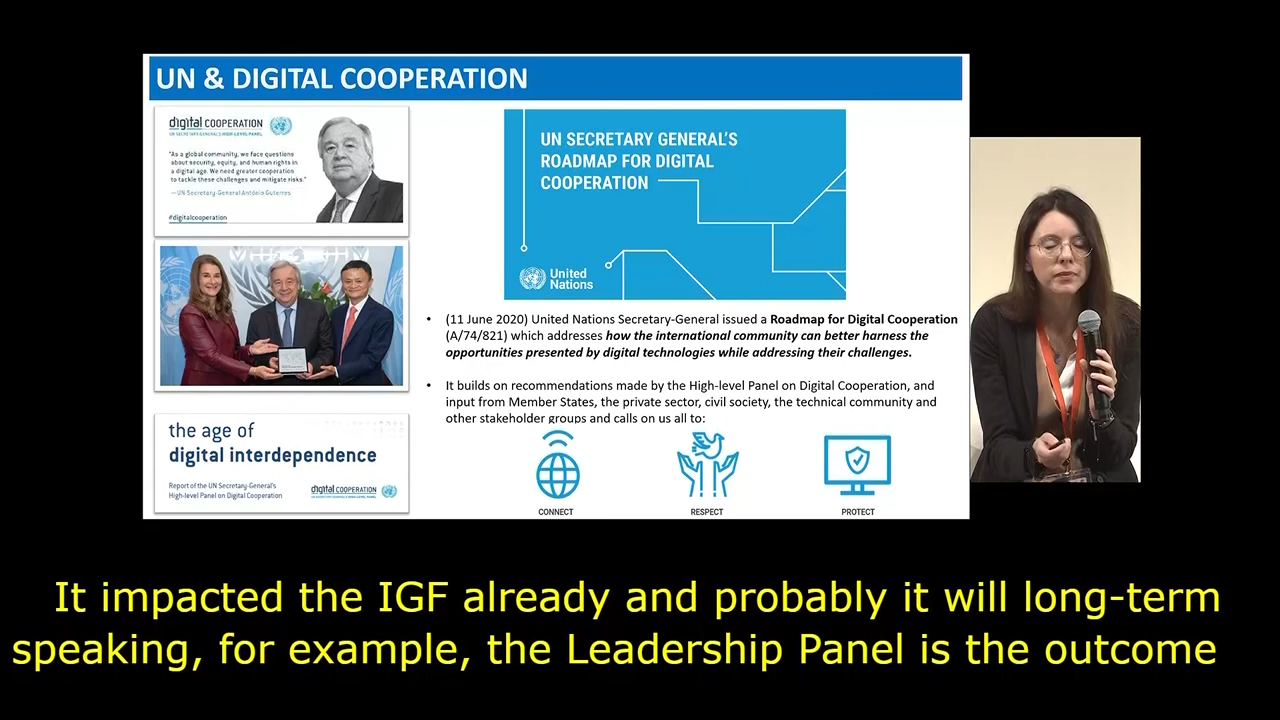 UN & DIGITAL COOPERATION
digital COOPERATION
UN SECRETARY-GENERAL'S HIGH-LEVEL PANEL
"As a global community, we face questions
about security, equity, and human rights in
a digital age. We need greater cooperation
to tackle these challenges and mitigate risks."
—UN Secretary-General António Guterres
#digitalcooperation
the age of
digital interdependence
Report of the UN Secretary-General's
High-level Panel on Digital Cooperation
digital COOPERATION
UN SECRETARY GENERAL'S
ROADMAP FOR DIGITAL
COOPERATION
United
Nations
• (11 June 2020) United Nations Secretary-General issued a Roadmap for Digital Cooperation
(A/74/821) which addresses how the international community can better harness the
opportunities presented by digital technologies while addressing their challenges.
• It builds on recommendations made by the High-level Panel on Digital Cooperation, and
input from Member States, the private sector, civil society, the technical community and
other stakeholder groups and calls on us all to:
CONNECT
RESPECT
PROTECT
It impacted the IGF already and probably it will long-term
speaking, for example, the Leadership Panel is the outcome